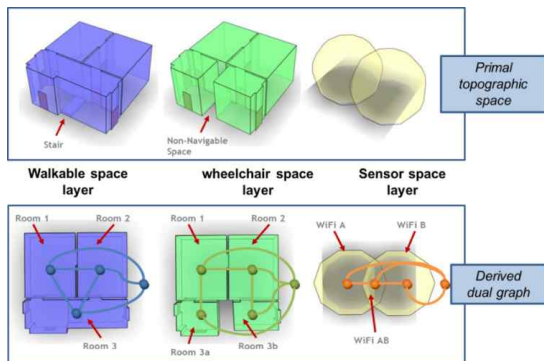 Primal
topographic
space
Stair
Non-Navigable
Space
Walkable space
layer
wheelchair space
layer
Sensor space
layer
Room 1
Room 2
Room 3
Room 1
Room 2
Room 3a
Room 3b
WiFi A
WiFi B
WiFi AB
Derived
dual graph